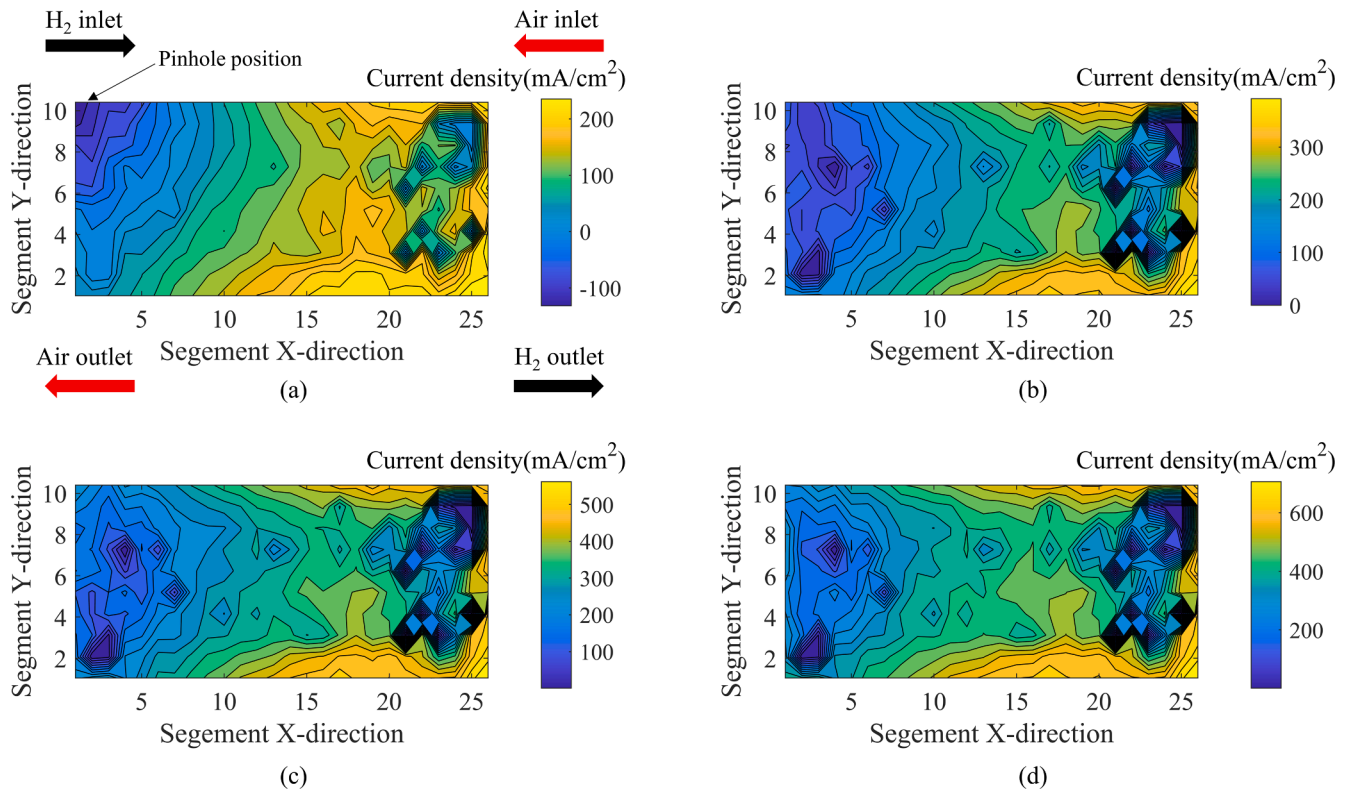 H2 inlet
Air inlet
Pinhole position
Current density(mA/cm2)
Segment Y-direction
10
8
6
4
2
5
10
15
20
25
Segement X-direction
200
100
0
-100
Air outlet
H2 outlet
(a)
Current density(mA/cm2)
Segment Y-direction
10
8
6
4
2
5
10
15
20
25
Segement X-direction
300
200
100
0
(b)
Current density(mA/cm2)
Segment Y-direction
10
8
6
4
2
5
10
15
20
25
Segement X-direction
500
400
300
200
100
(c)
Current density(mA/cm2)
Segment Y-direction
10
8
6
4
2
5
10
15
20
25
Segement X-direction
600
400
200
(d)